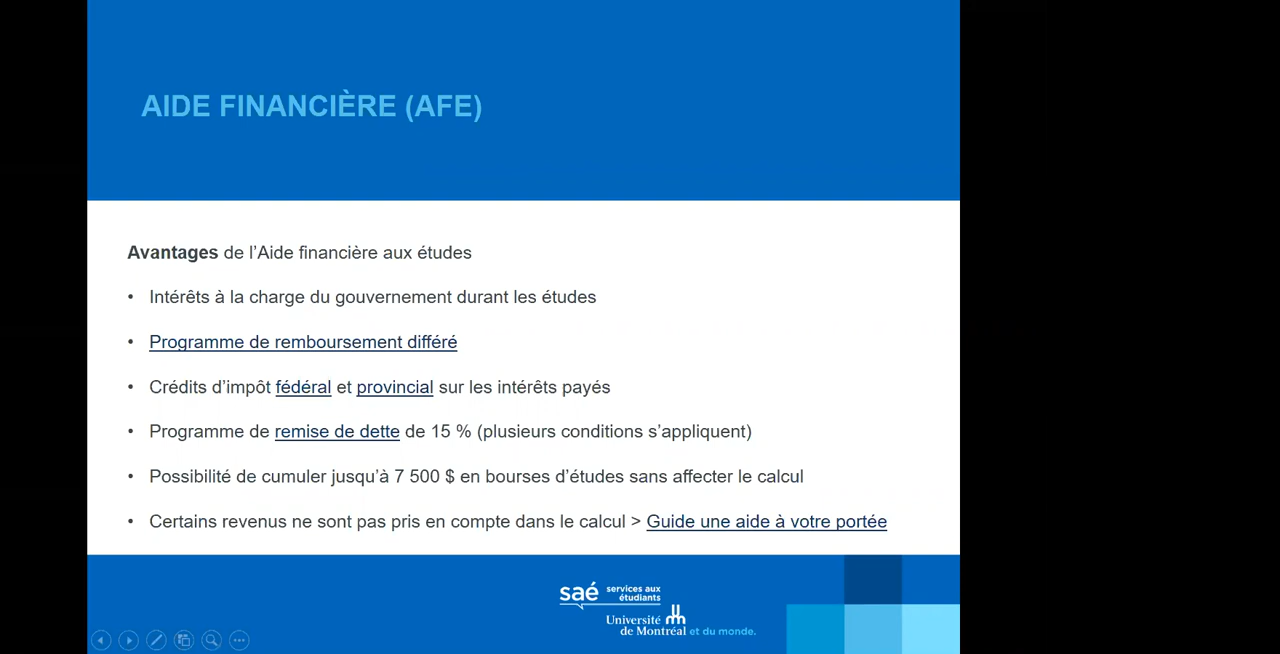 AIDE FINANCIÈRE (AFE)
Avantages de l’Aide financière aux études
• Intérêts à la charge du gouvernement durant les études
• Programme de remboursement différé
• Crédits d’impôt fédéral et provincial sur les intérêts payés
• Programme de remise de dette de 15 % (plusieurs conditions s’appliquent)
• Possibilité de cumuler jusqu’à 7 500 $ en bourses d’études sans affecter le calcul
• Certains revenus ne sont pas pris en compte dans le calcul > Guide une aide à votre portée
saé services aux
étudiants
Université
de Montréal et du monde.